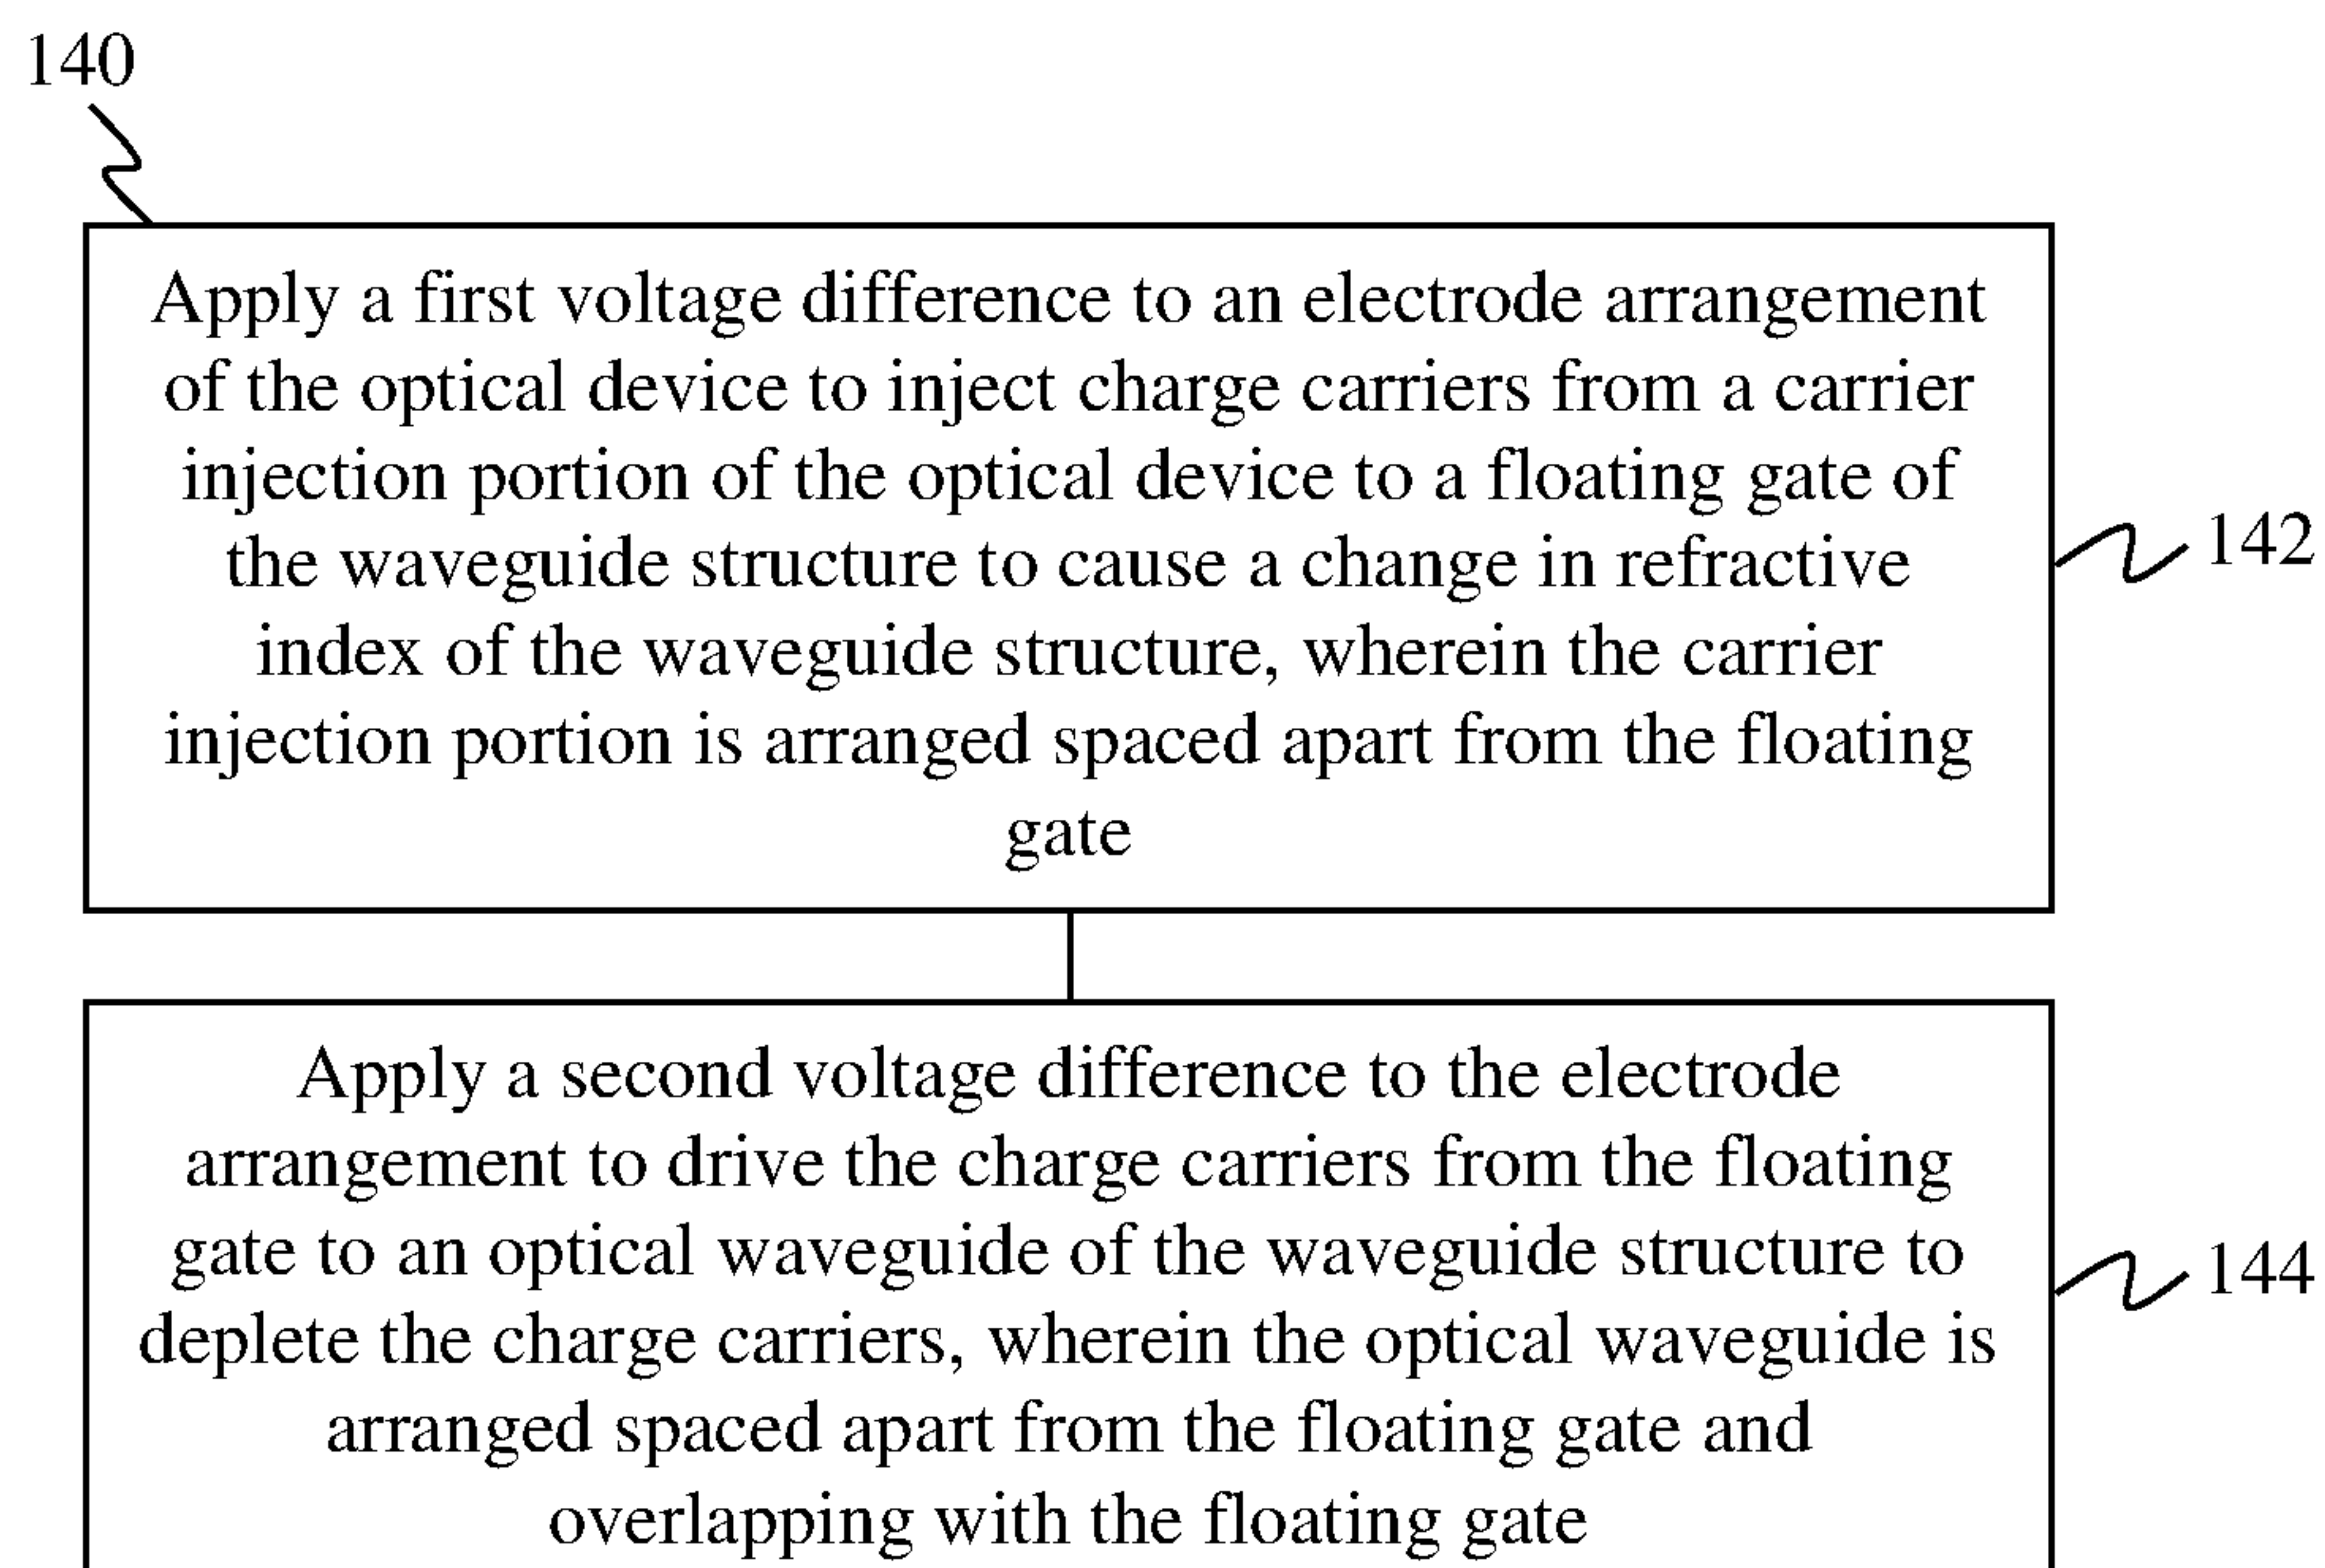 140
Apply a first voltage difference to an electrode arrangement
of the optical device to inject charge carriers from a carrier
injection portion of the optical device to a floating gate of
the waveguide structure to cause a change in refractive
index of the waveguide structure, wherein the carrier
injection portion is arranged spaced apart from the floating
gate
142
Apply a second voltage difference to the electrode
arrangement to drive the charge carriers from the floating
gate to an optical waveguide of the waveguide structure to
deplete the charge carriers, wherein the optical waveguide is
arranged spaced apart from the floating gate and
overlapping with the floating gate
144